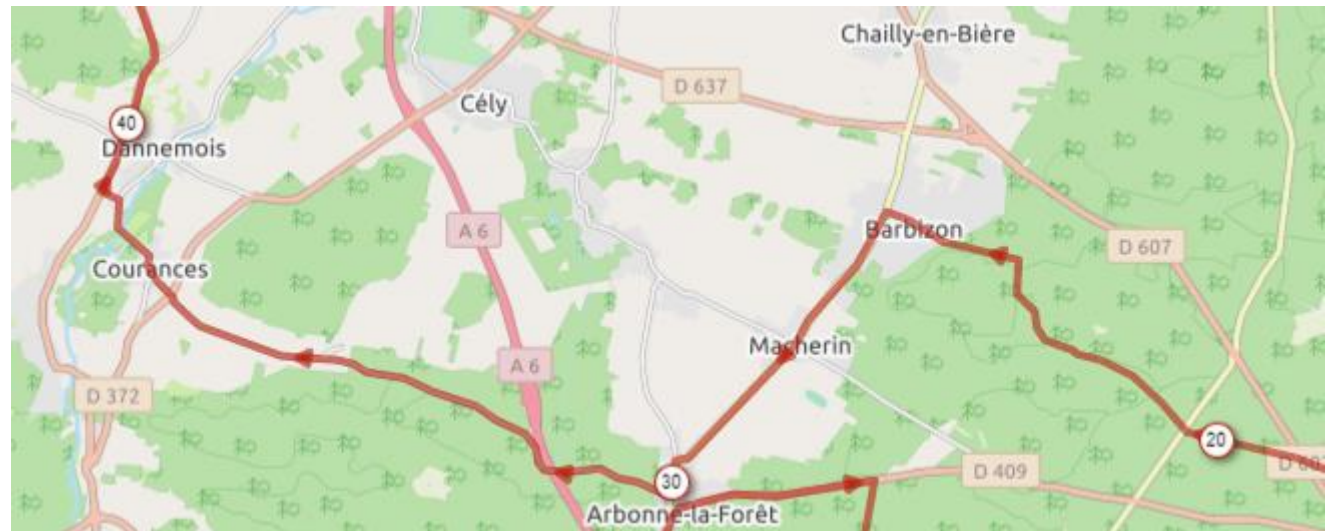 Chailly-en-Bière
D 637
Cély
40
Dannemois
A 6
Barbizon
D 607
Courances
Macherin
A 6
D 372
20
D 409
30
Arbonne-la-Forêt